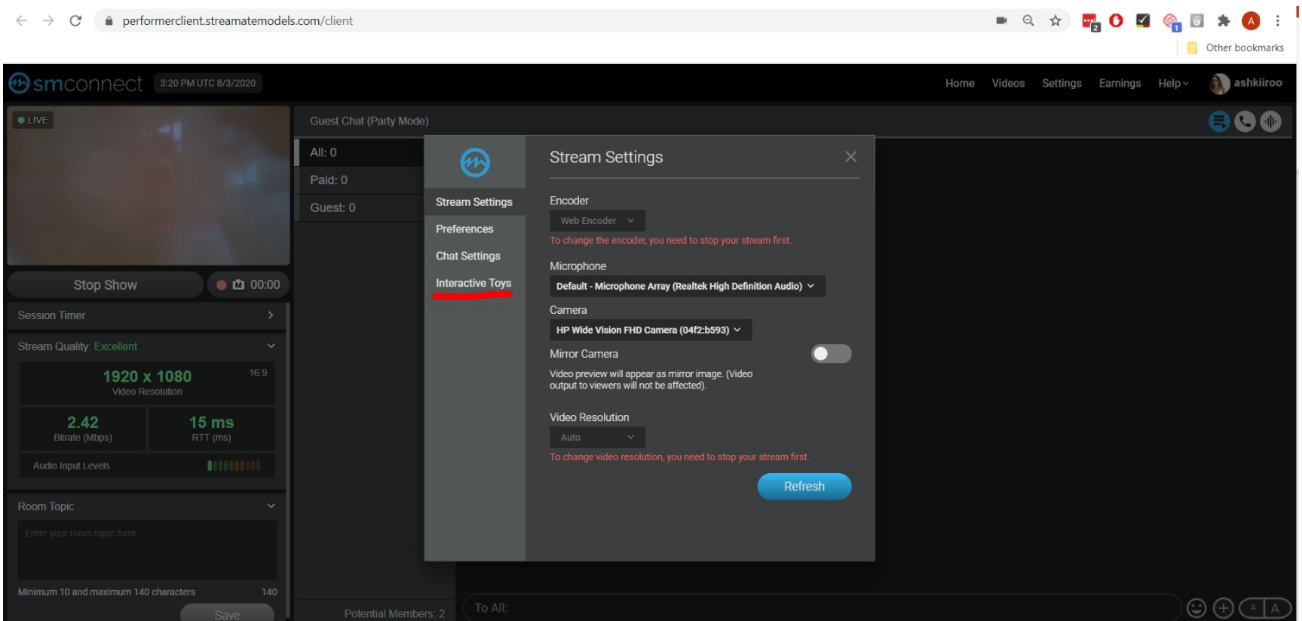 performerclient.streamatemodels.com/client
2
1
A
Other bookmarks
smconnect 3:20 PM UTC 8/3/2020
Home Videos Settings Earnings Help ashkiiroo
LIVE
Guest Chat (Party Mode)
All: 0
Paid: 0
Guest: 0
Stop Show
00:00
Session Timer
Stream Quality: Excellent
1920 x 1080 16:9
Video Resolution
2.42 15 ms
Bitrate (Mbps) RTT (ms)
Audio Input Levels
Room Topic
Enter your room topic here
Minimum 10 and maximum 140 characters 140
Save
Potential Members: 2
Stream Settings
Preferences
Chat Settings
Interactive Toys
Stream Settings
Encoder
Web Encoder
To change the encoder, you need to stop your stream first.
Microphone
Default - Microphone Array (Realtek High Definition Audio)
Camera
HP Wide Vision FHD Camera (04f2:b593)
Mirror Camera
Video preview will appear as mirror image. (Video
output to viewers will not be affected).
Video Resolution
Auto
To change video resolution, you need to stop your stream first.
Refresh
To All:
A A